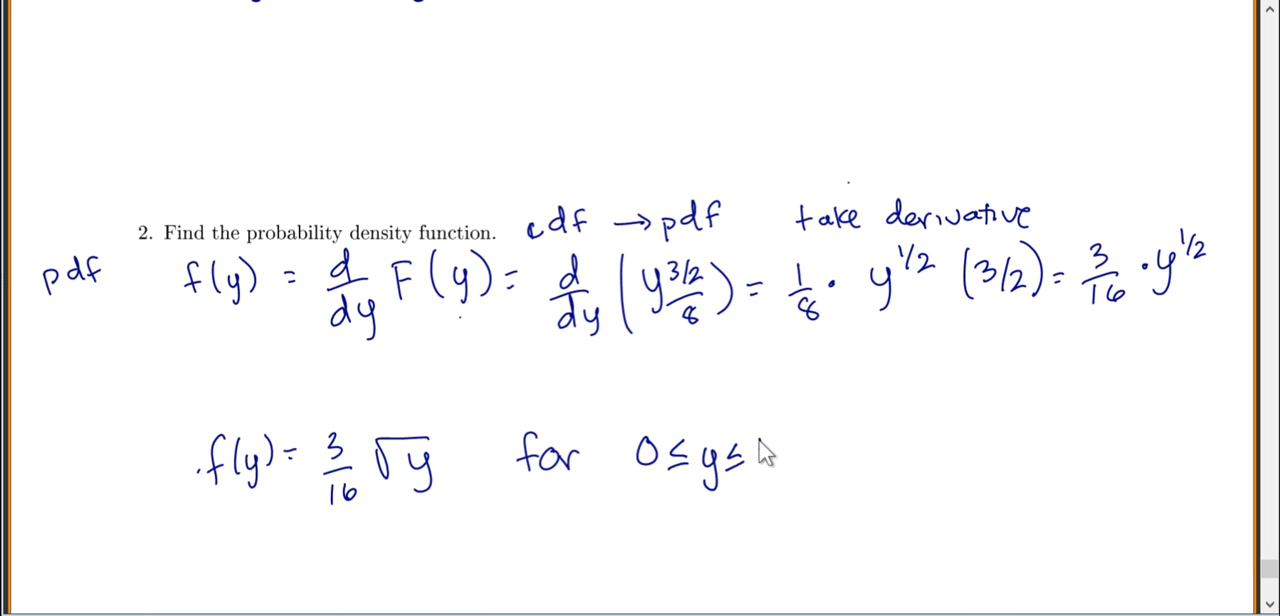 2. Find the probability density function. cdf → pdf take derivative
pdf f(y) = d/dy F(y) = d/dy (y^3/2 / 8) = 1/8 · y^1/2 (3/2) = 3/16 · y^1/2
f(y) = 3/16 √y for 0 ≤ y ≤